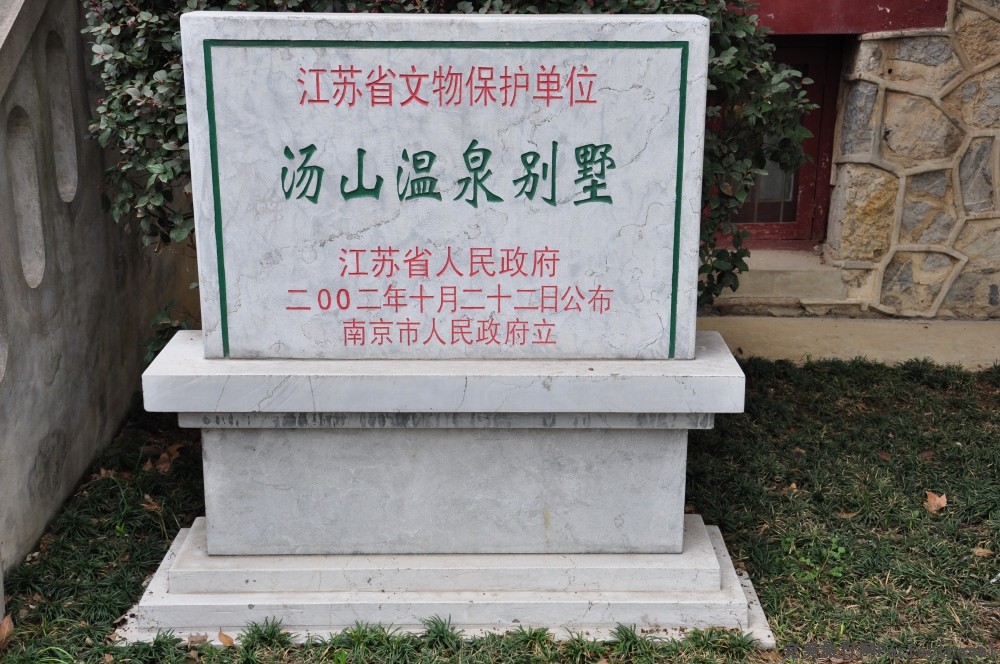 江苏省文物保护单位
汤山温泉别墅
江苏省人民政府
二00二年十月二十二日公布
南京市人民政府立